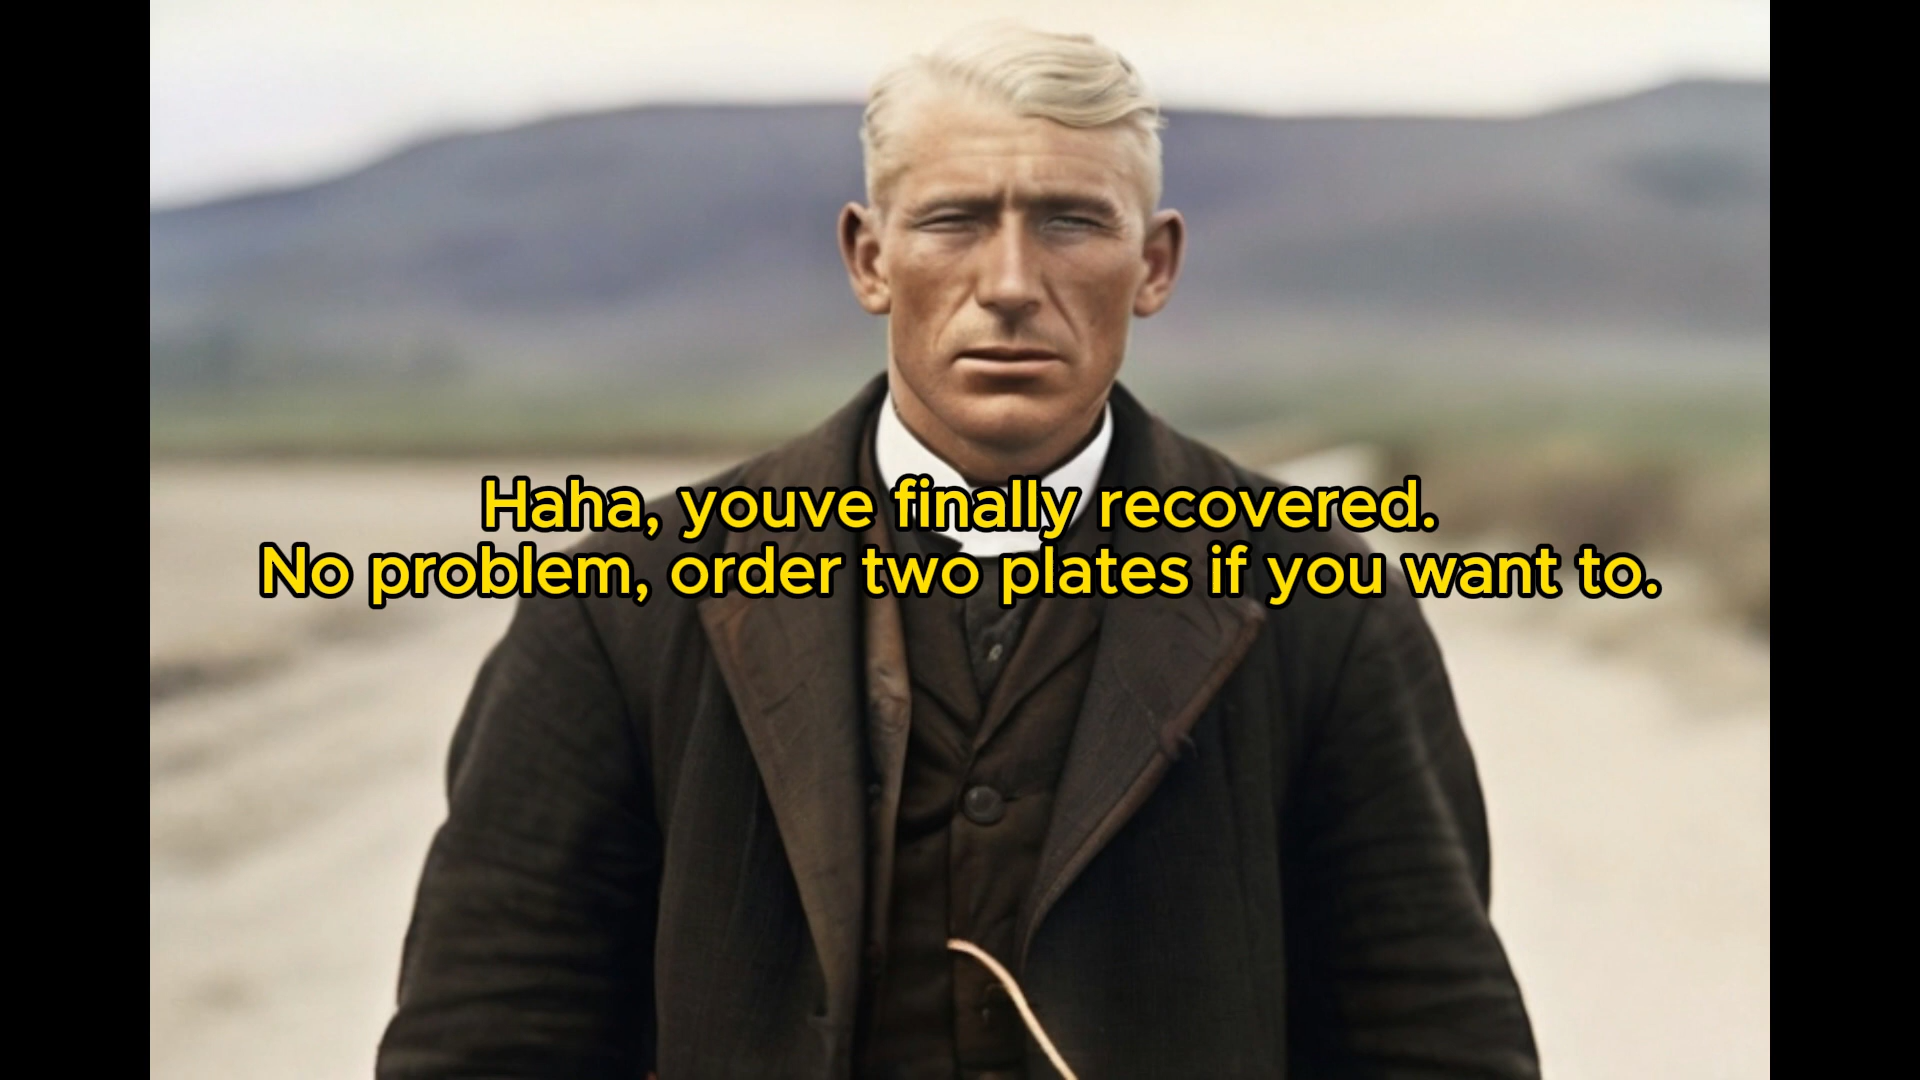 Haha, youve finally recovered.
No problem, order two plates if you want to.